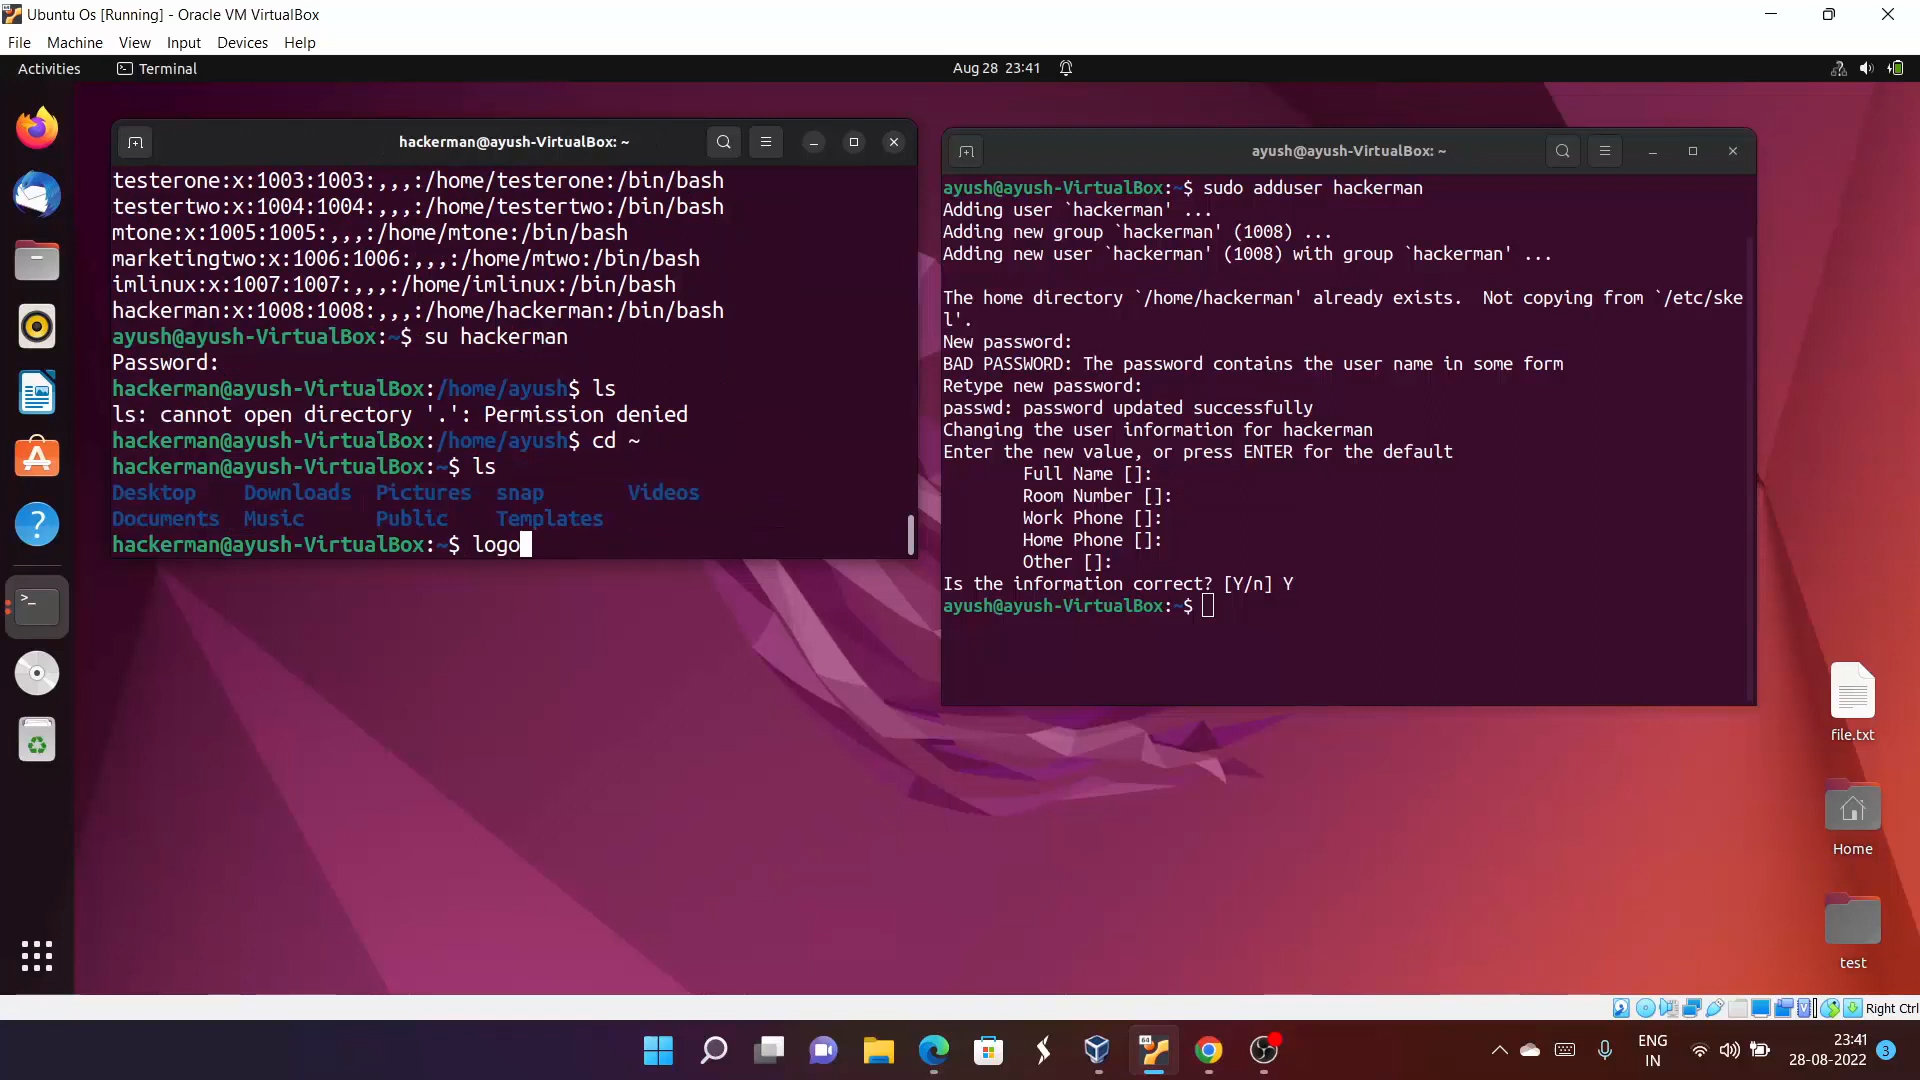 Ubuntu Os [Running] - Oracle VM VirtualBox
File Machine View Input Devices Help
Activities Terminal Aug 28 23:41
hackerman@ayush-VirtualBox: ~
testerone:x:1003:1003:,,,:/home/testerone:/bin/bash
testertwo:x:1004:1004:,,,:/home/testertwo:/bin/bash
mtone:x:1005:1005:,,,:/home/mtone:/bin/bash
marketingtwo:x:1006:1006:,,,:/home/mtwo:/bin/bash
imlinux:x:1007:1007:,,,:/home/imlinux:/bin/bash
hackerman:x:1008:1008:,,,:/home/hackerman:/bin/bash
ayush@ayush-VirtualBox:~$ su hackerman
Password:
hackerman@ayush-VirtualBox:/home/ayush$ ls
ls: cannot open directory '.': Permission denied
hackerman@ayush-VirtualBox:/home/ayush$ cd ~
hackerman@ayush-VirtualBox:~$ ls
Desktop Downloads Pictures snap Videos
Documents Music Public Templates
hackerman@ayush-VirtualBox:~$ logo
ayush@ayush-VirtualBox: ~
ayush@ayush-VirtualBox:~$ sudo adduser hackerman
Adding user `hackerman' ...
Adding new group `hackerman' (1008) ...
Adding new user `hackerman' (1008) with group `hackerman' ...
The home directory `/home/hackerman' already exists.  Not copying from `/etc/ske
l'.
New password:
BAD PASSWORD: The password contains the user name in some form
Retype new password:
passwd: password updated successfully
Changing the user information for hackerman
Enter the new value, or press ENTER for the default
Full Name []:
Room Number []:
Work Phone []:
Home Phone []:
Other []:
Is the information correct? [Y/n] Y
ayush@ayush-VirtualBox:~$
file.txt
Home
test
Right Ctrl
64
ENG
IN
23:41
28-08-2022
3